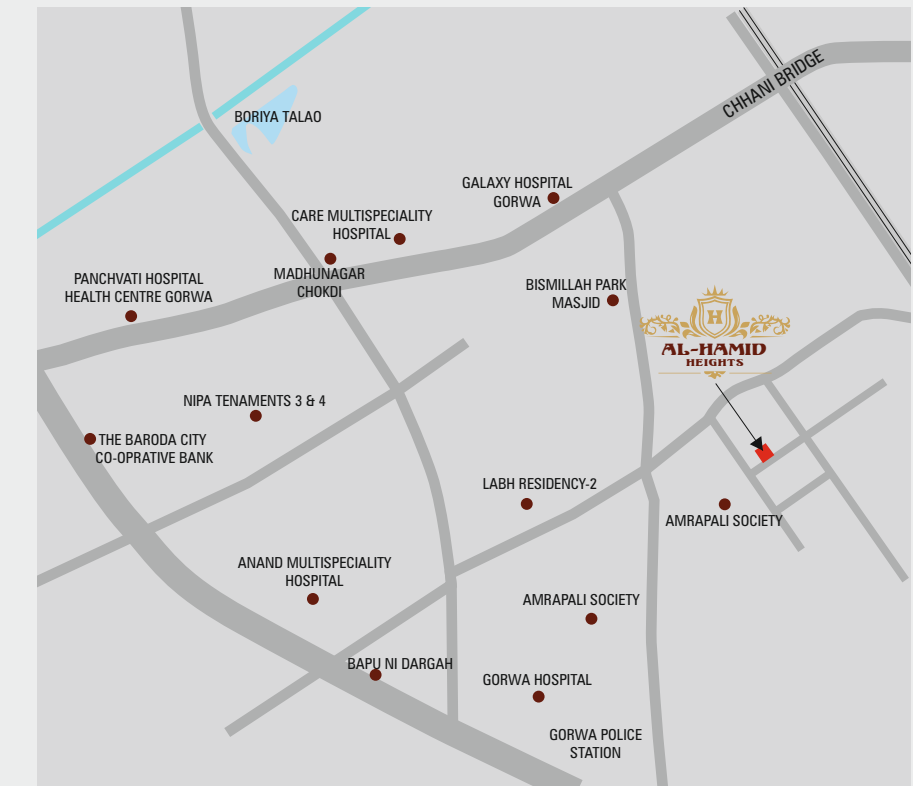 BORIYA TALAO
CHHANI BRIDGE
GALAXY HOSPITAL
GORWA
CARE MULTISPECIALITY
HOSPITAL
MADHUNAGAR
CHOKDI
PANCHVATI HOSPITAL
HEALTH CENTRE GORWA
BISMILLAH PARK
MASJID
H
AL-HAMID
HEIGHTS
NIPA TENAMENTS 3 & 4
THE BARODA CITY
CO-OPRATIVE BANK
LABH RESIDENCY-2
AMRAPALI SOCIETY
ANAND MULTISPECIALITY
HOSPITAL
AMRAPALI SOCIETY
BAPU NI DARGAH
GORWA HOSPITAL
GORWA POLICE
STATION